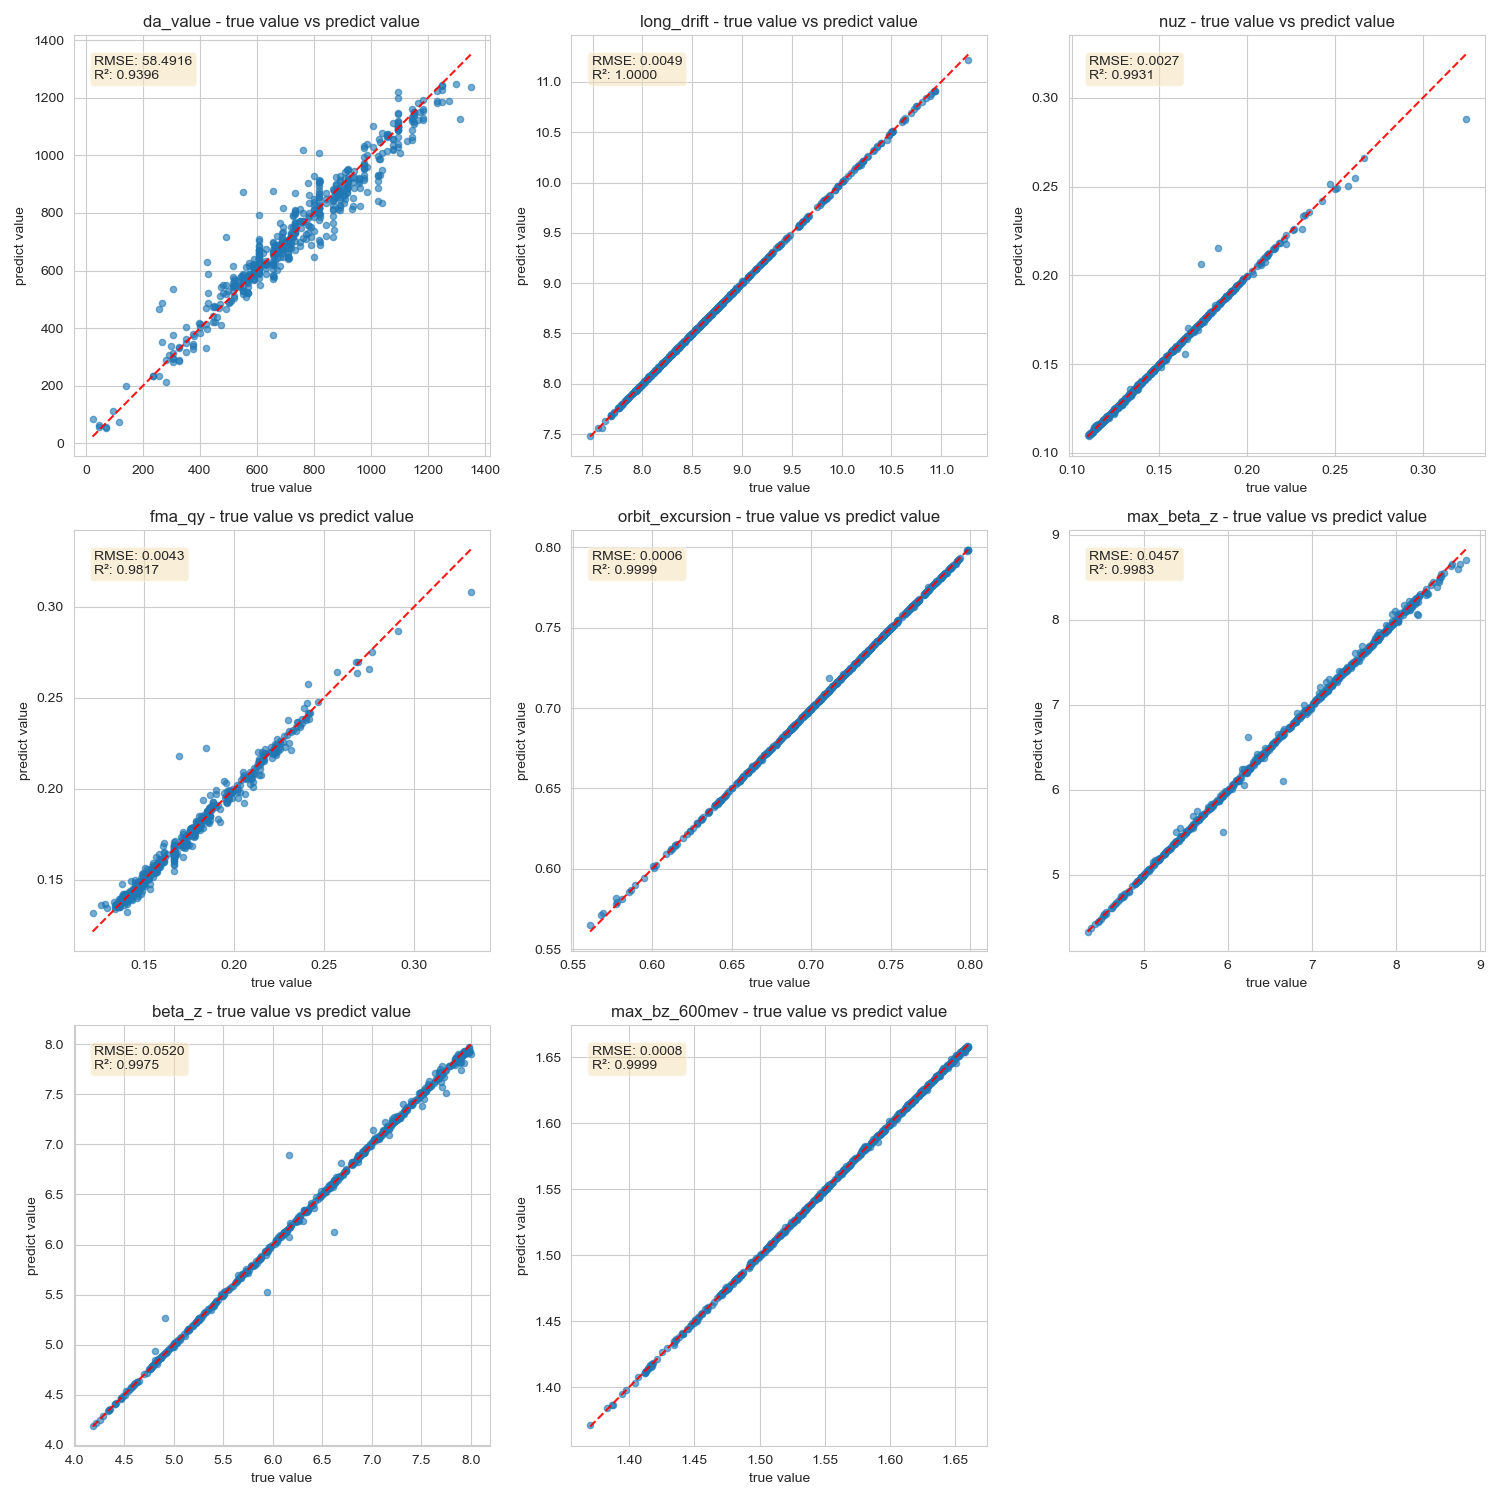 da_value - true value vs predict value
RMSE: 58.4916
R²: 0.9396
1400
1200
1000
800
600
400
200
0
predict value
0 200 400 600 800 1000 1200 1400
true value
long_drift - true value vs predict value
RMSE: 0.0049
R²: 1.0000
11.0
10.5
10.0
9.5
9.0
8.5
8.0
7.5
predict value
7.5 8.0 8.5 9.0 9.5 10.0 10.5 11.0
true value
nuz - true value vs predict value
RMSE: 0.0027
R²: 0.9931
0.30
0.25
0.20
0.15
0.10
predict value
0.10 0.15 0.20 0.25 0.30
true value
fma_qy - true value vs predict value
RMSE: 0.0043
R²: 0.9817
0.30
0.25
0.20
0.15
predict value
0.15 0.20 0.25 0.30
true value
orbit_excursion - true value vs predict value
RMSE: 0.0006
R²: 0.9999
0.80
0.75
0.70
0.65
0.60
0.55
predict value
0.55 0.60 0.65 0.70 0.75 0.80
true value
max_beta_z - true value vs predict value
RMSE: 0.0457
R²: 0.9983
9
8
7
6
5
predict value
5 6 7 8 9
true value
beta_z - true value vs predict value
RMSE: 0.0520
R²: 0.9975
8.0
7.5
7.0
6.5
6.0
5.5
5.0
4.5
4.0
predict value
4.0 4.5 5.0 5.5 6.0 6.5 7.0 7.5 8.0
true value
max_bz_600mev - true value vs predict value
RMSE: 0.0008
R²: 0.9999
1.65
1.60
1.55
1.50
1.45
1.40
predict value
1.40 1.45 1.50 1.55 1.60 1.65
true value